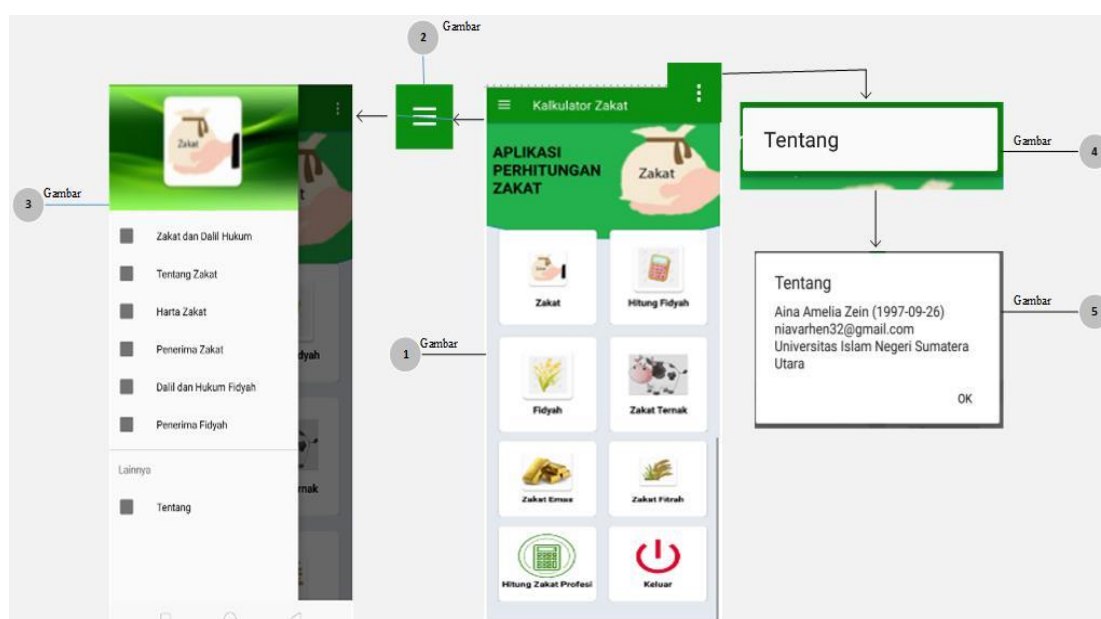 Gambar
2
Zakat
Gambar
3
Zakat dan Dalil Hukum
Tentang Zakat
Harta Zakat
Penerima Zakat
Dalil dan Hukum Fidyah
Penerima Fidyah
Lainnya
Tentang
t
dyah
rnak
Gambar
1
Kalkulator Zakat
APLIKASI
PERHITUNGAN
ZAKAT
Zakat
Zakat
Hitung Fidyah
Fidyah
Zakat Ternak
Zakat Emas
Zakat Fitrah
Hitung Zakat Profesi
Keluar
Tentang
Gambar
4
Tentang
Aina Amelia Zein (1997-09-26)
niavarhen32@gmail.com
Universitas Islam Negeri Sumatera
Utara
OK
Gambar
5